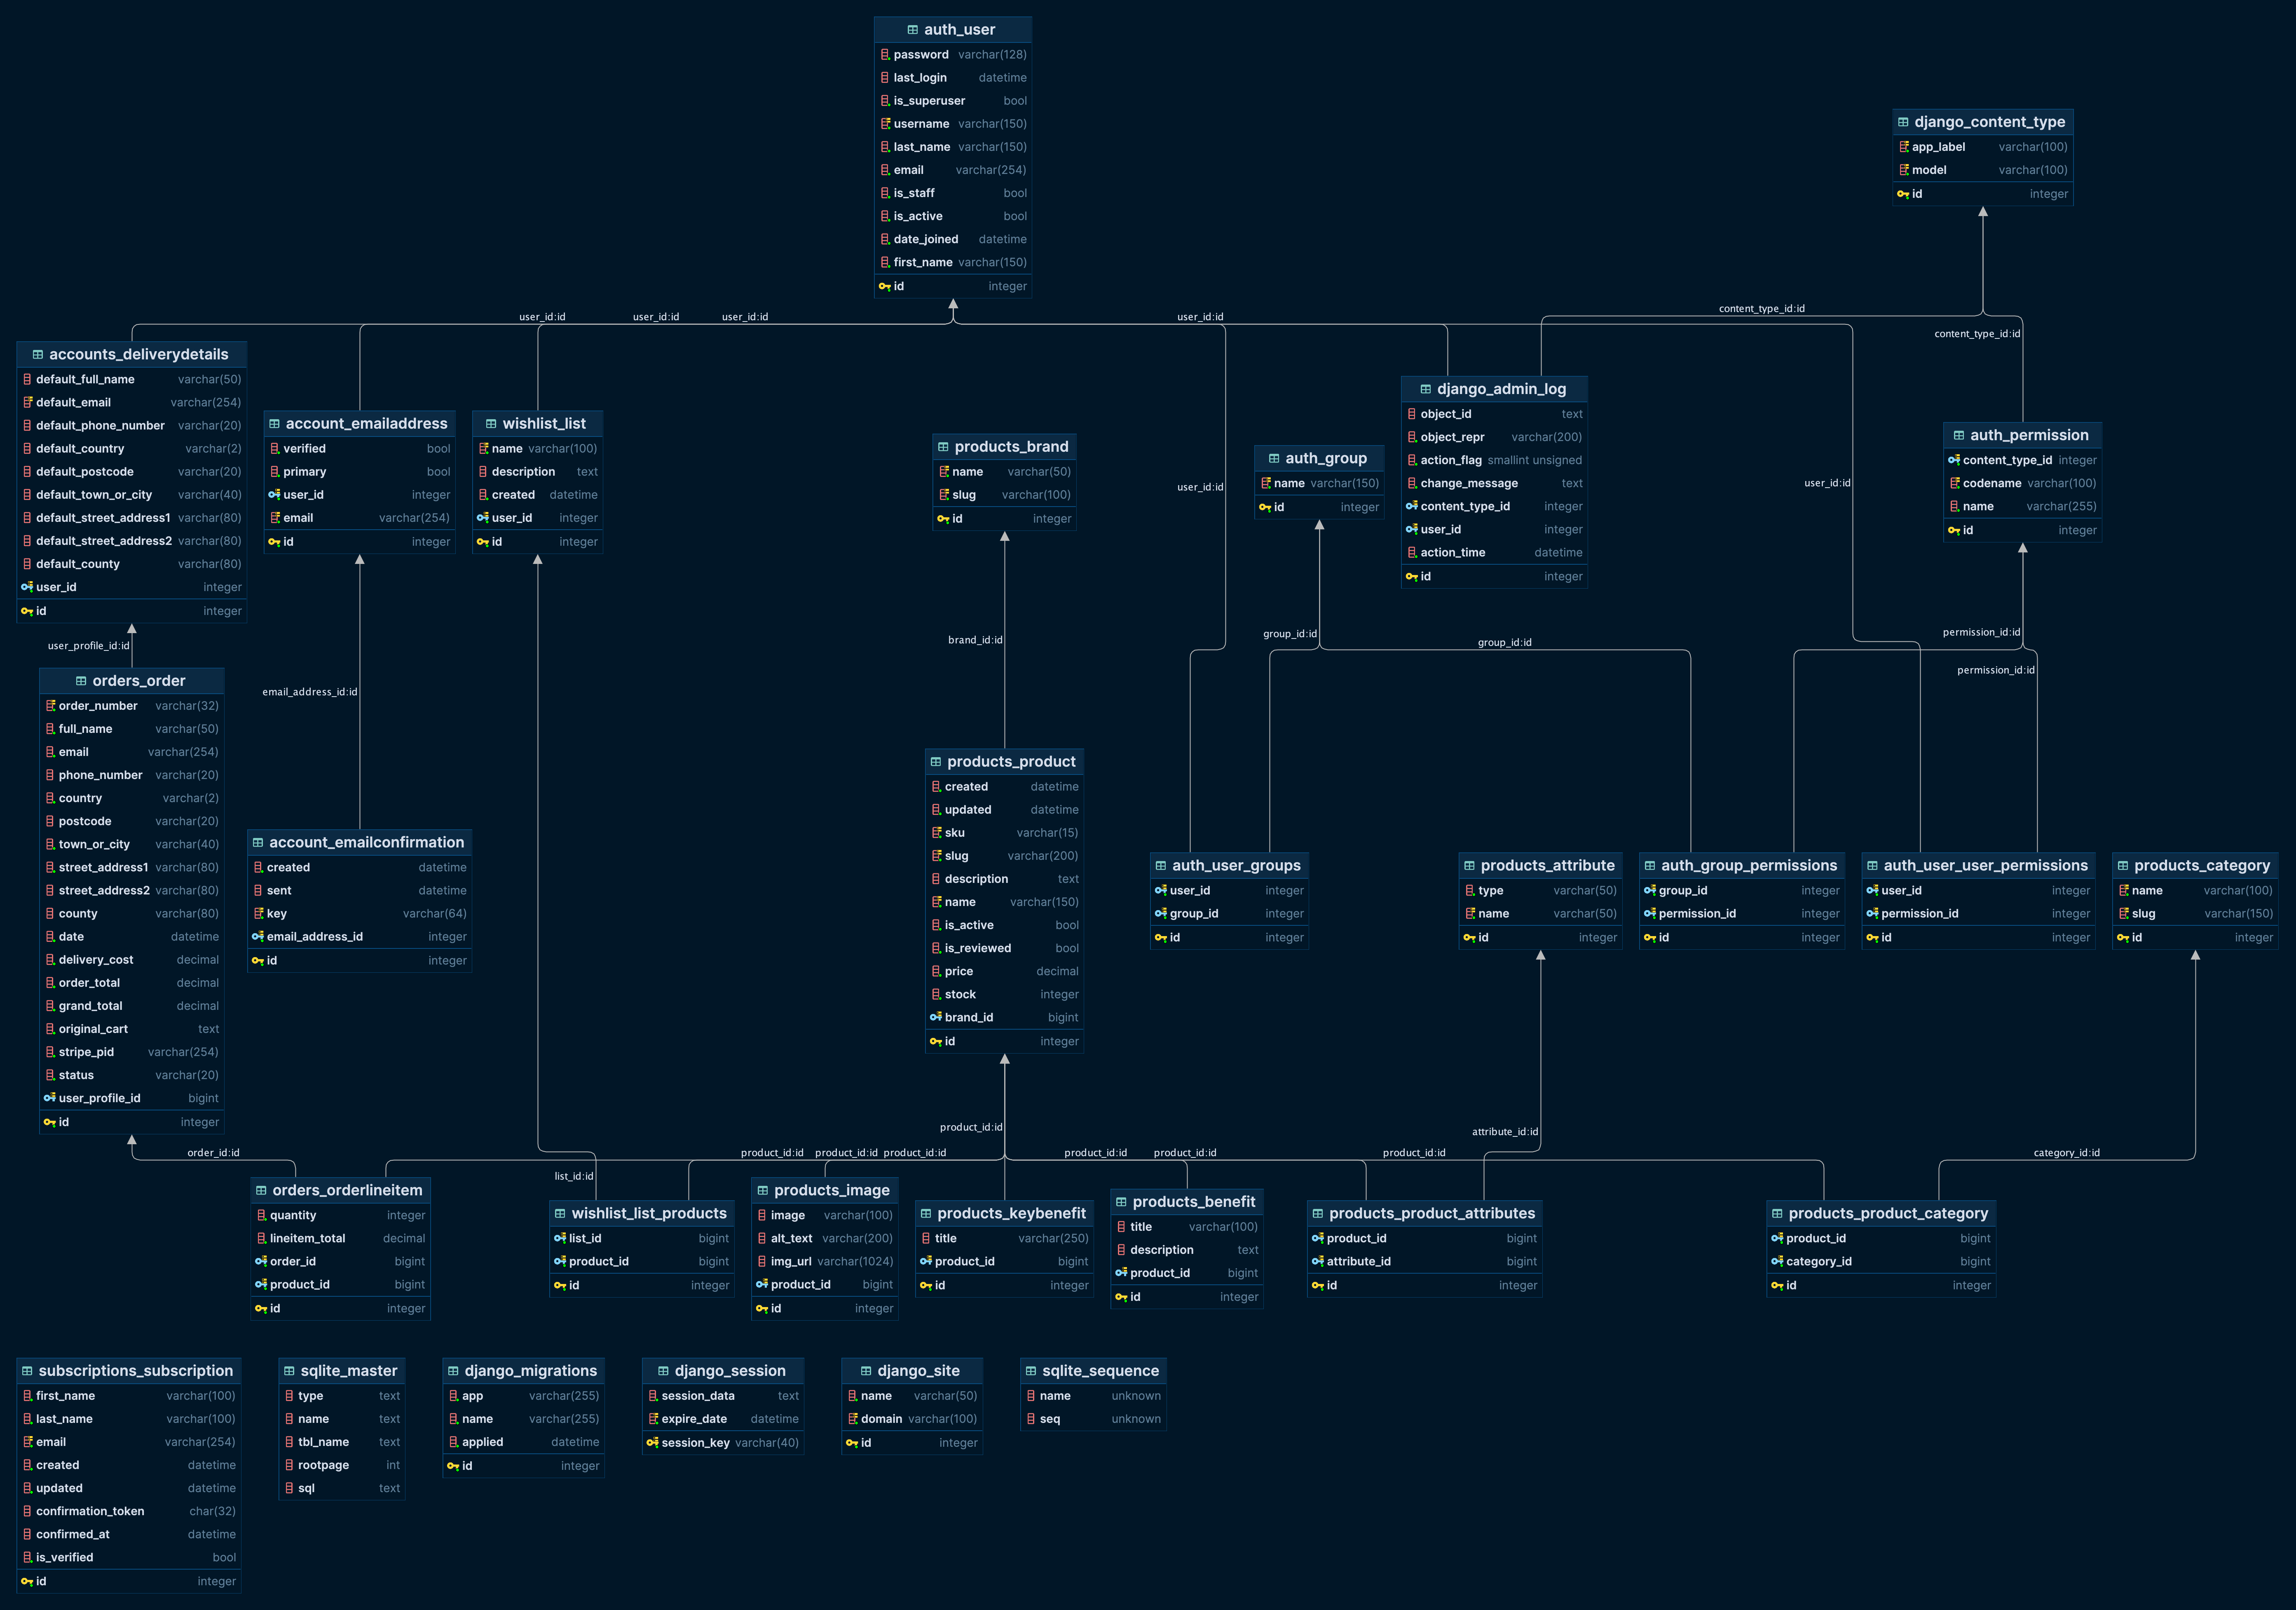 auth_user
password varchar(128)
last_login datetime
is_superuser bool
username varchar(150)
last_name varchar(150)
email varchar(254)
is_staff bool
is_active bool
date_joined datetime
first_name varchar(150)
id integer
django_content_type
app_label varchar(100)
model varchar(100)
id integer
user_id:id
user_id:id
user_id:id
user_id:id
content_type_id:id
content_type_id:id
accounts_deliverydetails
default_full_name varchar(50)
default_email varchar(254)
default_phone_number varchar(20)
default_country varchar(2)
default_postcode varchar(20)
default_town_or_city varchar(40)
default_street_address1 varchar(80)
default_street_address2 varchar(80)
default_county varchar(80)
user_id integer
id integer
account_emailaddress
verified bool
primary bool
user_id integer
email varchar(254)
id integer
wishlist_list
name varchar(100)
description text
created datetime
user_id integer
id integer
products_brand
name varchar(50)
slug varchar(100)
id integer
user_id:id
auth_group
name varchar(150)
id integer
django_admin_log
object_id text
object_repr varchar(200)
action_flag smallint unsigned
change_message text
content_type_id integer
user_id integer
action_time datetime
id integer
user_id:id
auth_permission
content_type_id integer
codename varchar(100)
name varchar(255)
id integer
user_profile_id:id
email_address_id:id
brand_id:id
group_id:id
group_id:id
permission_id:id
permission_id:id
orders_order
order_number varchar(32)
full_name varchar(50)
email varchar(254)
phone_number varchar(20)
country varchar(2)
postcode varchar(20)
town_or_city varchar(40)
street_address1 varchar(80)
street_address2 varchar(80)
county varchar(80)
date datetime
delivery_cost decimal
order_total decimal
grand_total decimal
original_cart text
stripe_pid varchar(254)
status varchar(20)
user_profile_id bigint
id integer
account_emailconfirmation
created datetime
sent datetime
key varchar(64)
email_address_id integer
id integer
products_product
created datetime
updated datetime
sku varchar(15)
slug varchar(200)
description text
name varchar(150)
is_active bool
is_reviewed bool
price decimal
stock integer
brand_id bigint
id integer
auth_user_groups
user_id integer
group_id integer
id integer
products_attribute
type varchar(50)
name varchar(50)
id integer
auth_group_permissions
group_id integer
permission_id integer
id integer
auth_user_user_permissions
user_id integer
permission_id integer
id integer
products_category
name varchar(100)
slug varchar(150)
id integer
product_id:id
attribute_id:id
order_id:id
product_id:id
product_id:id
product_id:id
product_id:id
product_id:id
product_id:id
category_id:id
list_id:id
orders_orderlineitem
quantity integer
lineitem_total decimal
order_id bigint
product_id bigint
id integer
wishlist_list_products
list_id bigint
product_id bigint
id integer
products_image
image varchar(100)
alt_text varchar(200)
img_url varchar(1024)
product_id bigint
id integer
products_keybenefit
title varchar(250)
product_id bigint
id integer
products_benefit
title varchar(100)
description text
product_id bigint
id integer
products_product_attributes
product_id bigint
attribute_id bigint
id integer
products_product_category
product_id bigint
category_id bigint
id integer
subscriptions_subscription
first_name varchar(100)
last_name varchar(100)
email varchar(254)
created datetime
updated datetime
confirmation_token char(32)
confirmed_at datetime
is_verified bool
id integer
sqlite_master
type text
name text
tbl_name text
rootpage int
sql text
django_migrations
app varchar(255)
name varchar(255)
applied datetime
id integer
django_session
session_data text
expire_date datetime
session_key varchar(40)
django_site
name varchar(50)
domain varchar(100)
id integer
sqlite_sequence
name unknown
seq unknown